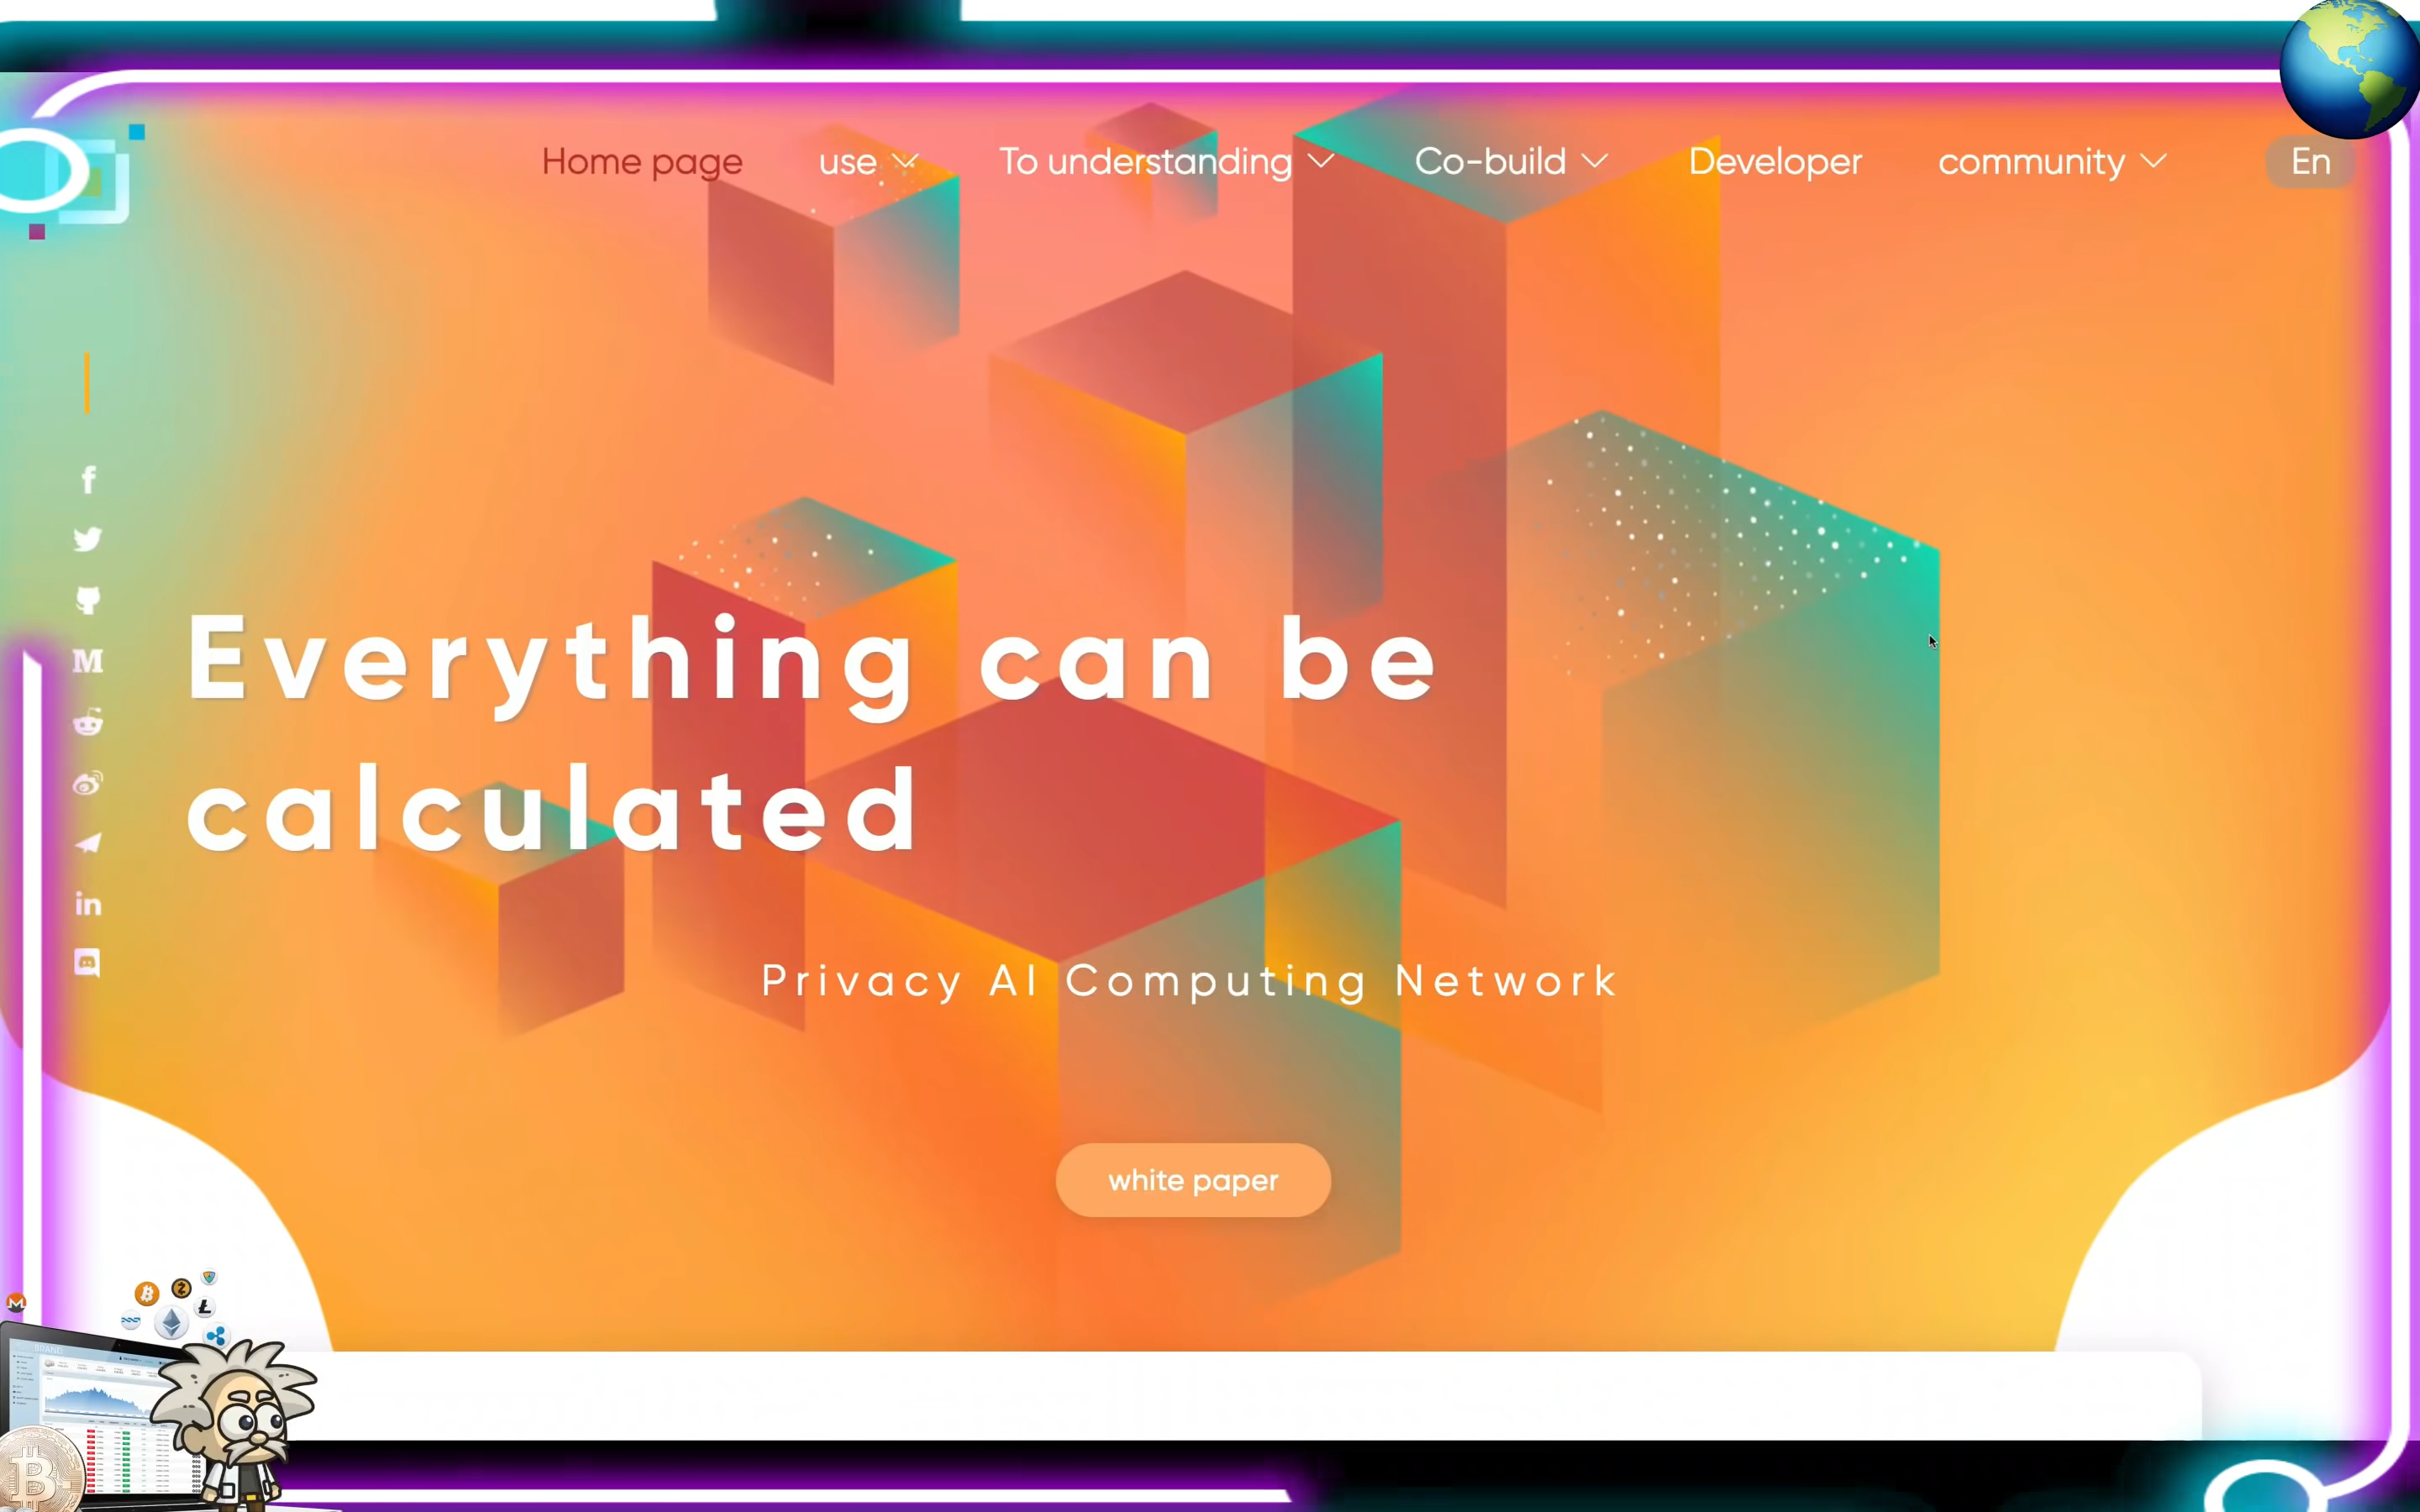 Home page use To understanding Co-build Developer community En
Everything can be
calculated
Privacy AI Computing Network
white paper
BRAND